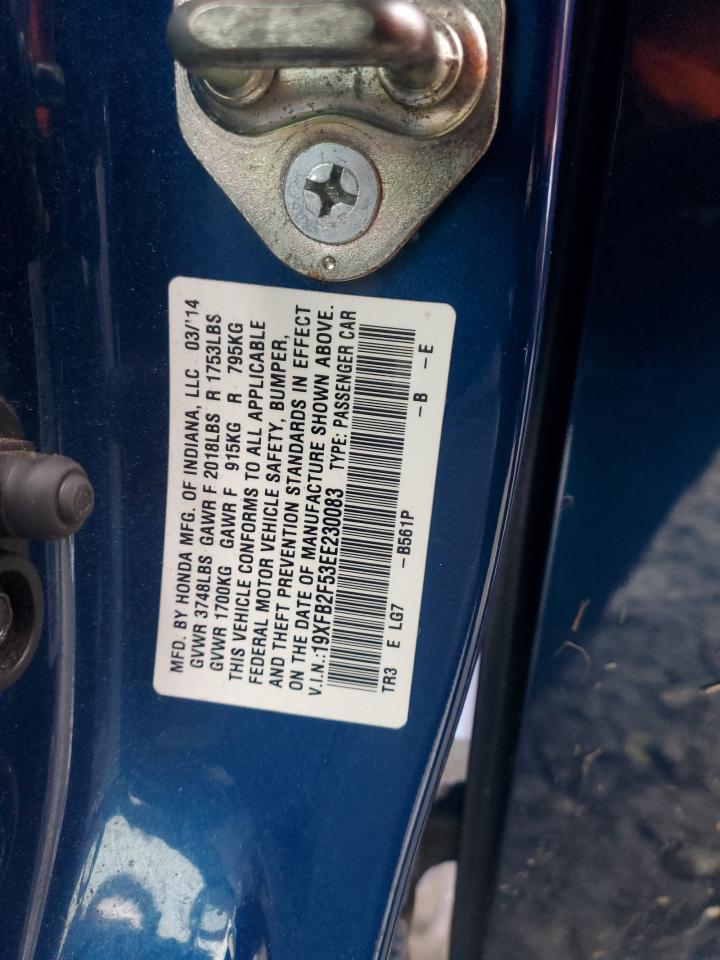 MFD. BY HONDA MFG. OF INDIANA, LLC 03/'14
GVWR 3748LBS GAWR F 2018LBS R 1753LBS
GVWR 1700KG GAWR F 915KG R 795KG
THIS VEHICLE CONFORMS TO ALL APPLICABLE
FEDERAL MOTOR VEHICLE SAFETY, BUMPER,
AND THEFT PREVENTION STANDARDS IN EFFECT
ON THE DATE OF MANUFACTURE SHOWN ABOVE.
V.I.N.:19XFB2F53EE230083 TYPE: PASSENGER CAR
TR3 E LG7 -B561P -B -E